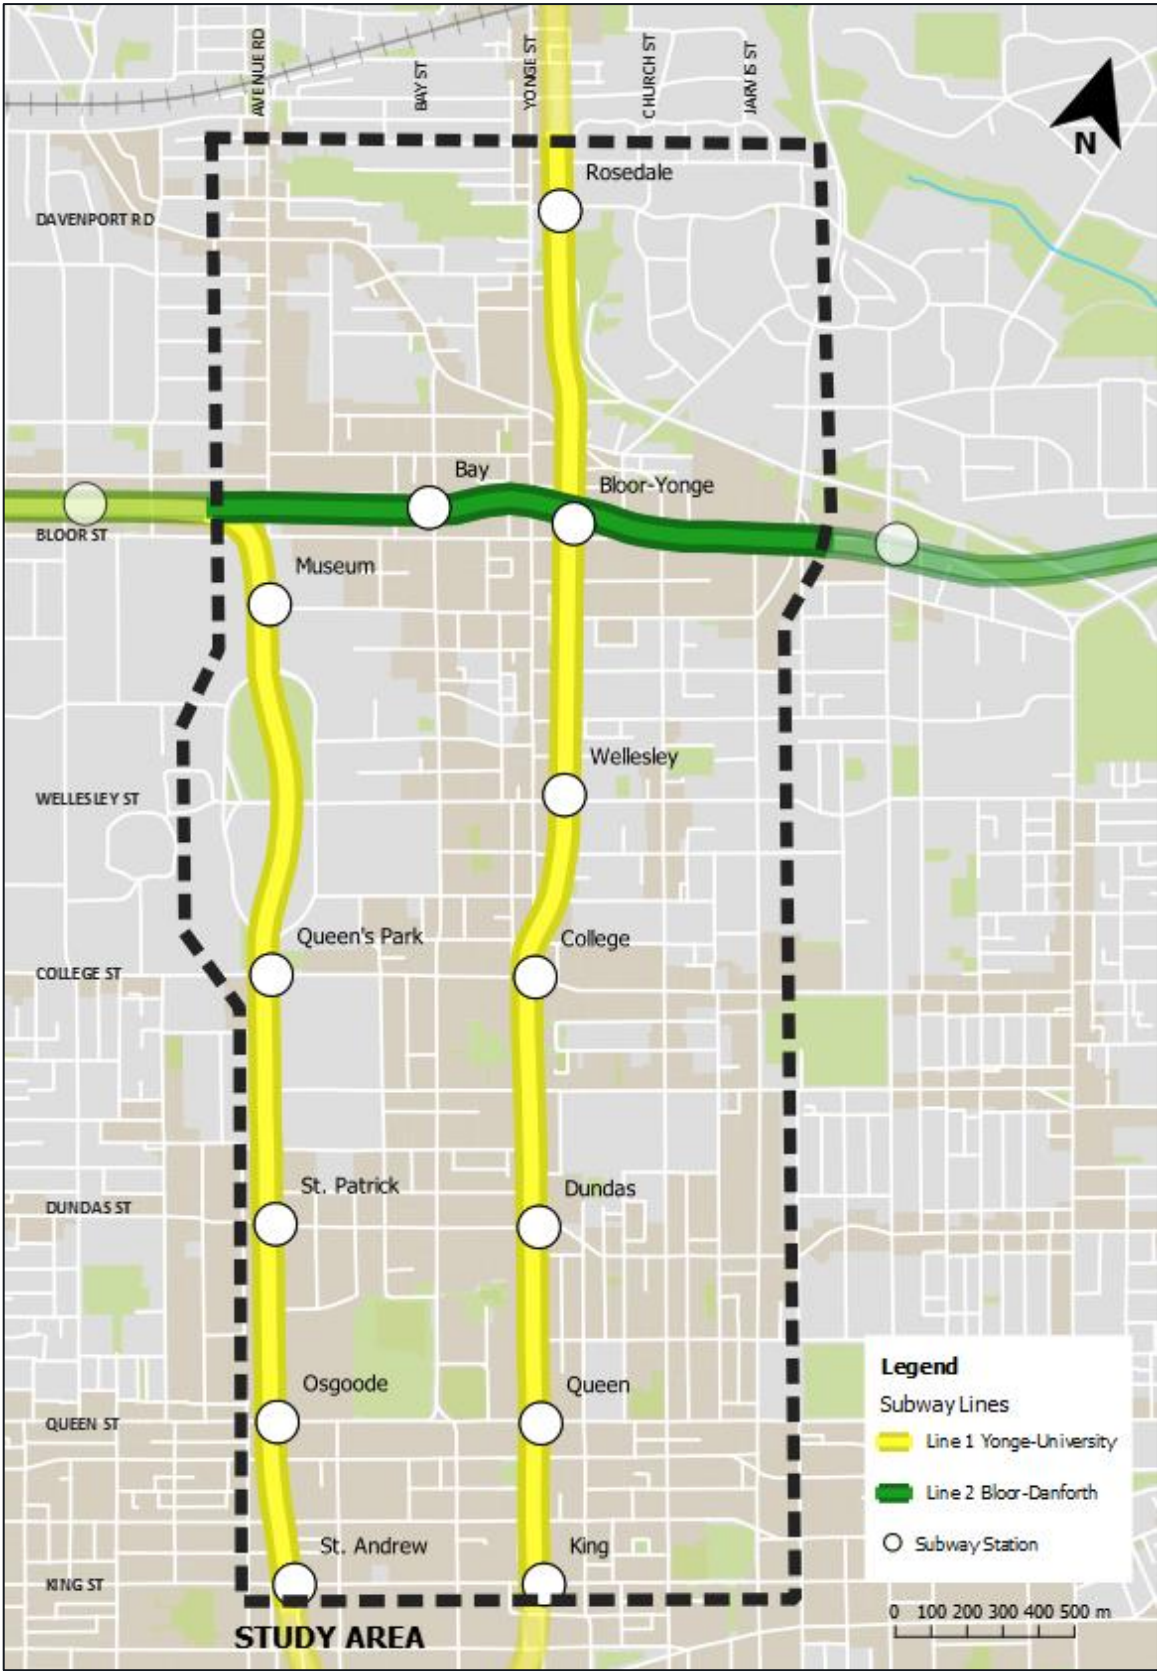 AVENUE RD
BAY ST
YONGE ST
CHURCH ST
JARVIS ST
N
Rosedale
DAVENPORT RD
Bay
Bloor-Yonge
BLOOR ST
Museum
Wellesley
WELLESLEY ST
Queen's Park
College
COLLEGE ST
St. Patrick
Dundas
DUNDAS ST
Osgoode
Queen
QUEEN ST
St. Andrew
King
KING ST
STUDY AREA
Legend
Subway Lines
Line 1 Yonge-University
Line 2 Bloor-Danforth
Subway Station
0 100 200 300 400 500 m